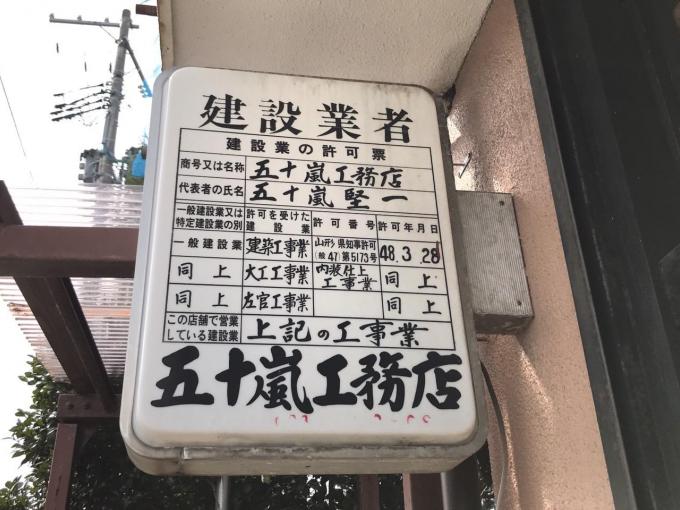 建設業者
建設業の許可票
商号又は名称 五十嵐工務店
代表者の氏名 五十嵐堅一
一般建設業又は特定建設業の別 許可を受けた建設業 許可番号 許可年月日
一般建設業 建築工事業 山形県知事許可(般47)第5173号 48.3.28
同上 大工工事業 内装仕上工事業 同上
同上 左官工事業 同上
この店舗で営業している建設業 上記の工事業
五十嵐工務店